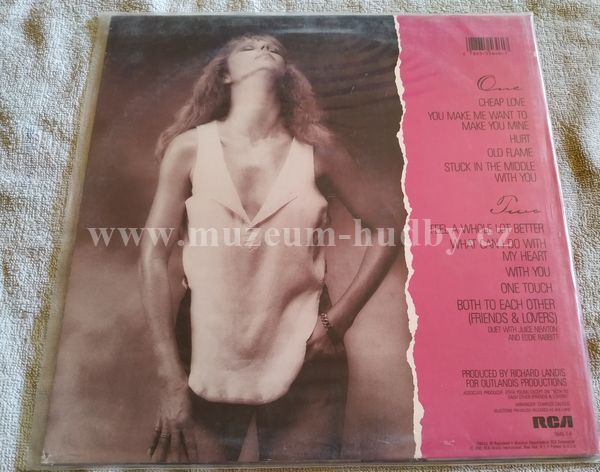 One
CHEAP LOVE
YOU MAKE ME WANT TO
MAKE YOU MINE
HURT
OLD FLAME
STUCK IN THE MIDDLE
WITH YOU
Two
FEEL A WHOLE LOT BETTER
WHAT CAN I DO WITH
MY HEART
WITH YOU
ONE TOUCH
BOTH TO EACH OTHER
(FRIENDS & LOVERS)
DUET WITH JUICE NEWTON
AND EDDIE RABBITT
PRODUCED BY RICHARD LANDIS
FOR OUTLANDIS PRODUCTIONS
RCA
www.muzeum-hudby.cz